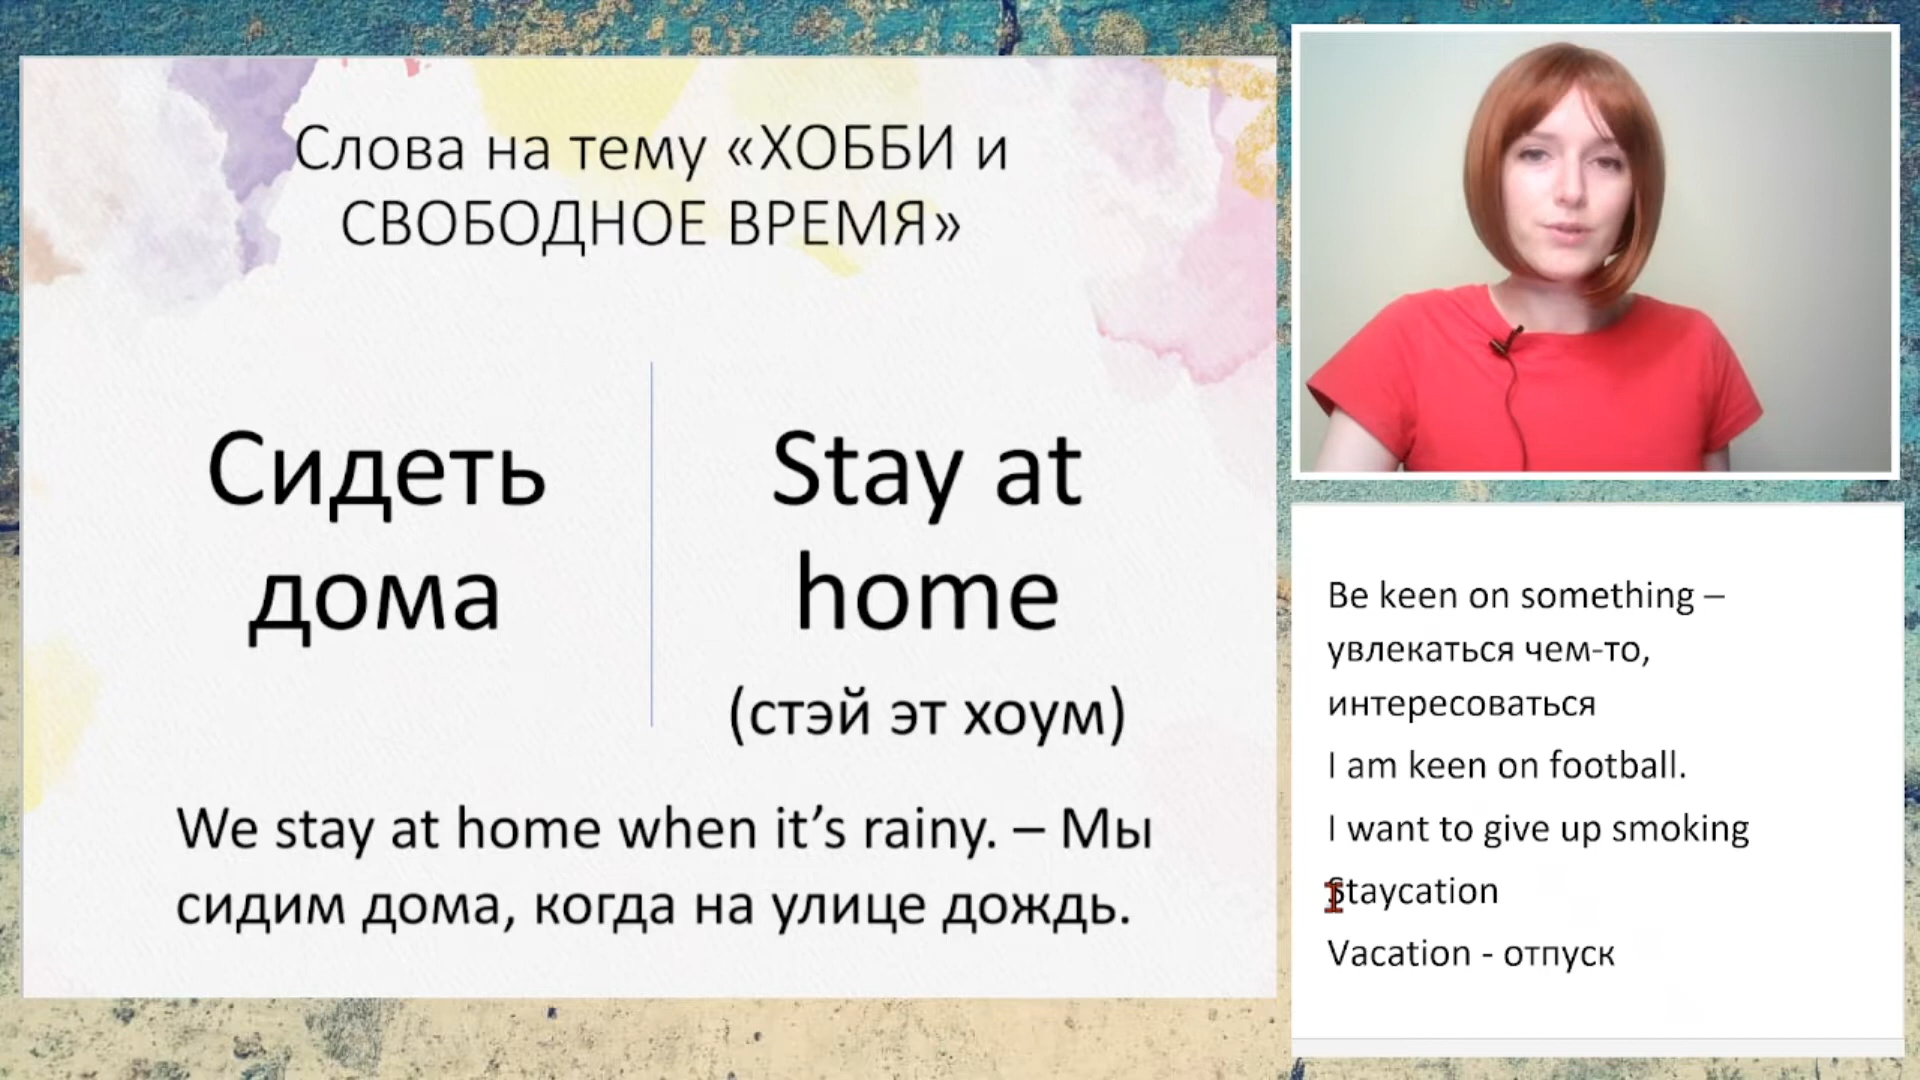 Слова на тему «ХОББИ и
СВОБОДНОЕ ВРЕМЯ»
Сидеть
дома
Stay at
home
(стэй эт хоум)
We stay at home when it’s rainy. – Мы
сидим дома, когда на улице дождь.
Be keen on something –
увлекаться чем-то,
интересоваться
I am keen on football.
I want to give up smoking
Staycation
Vacation - отпуск